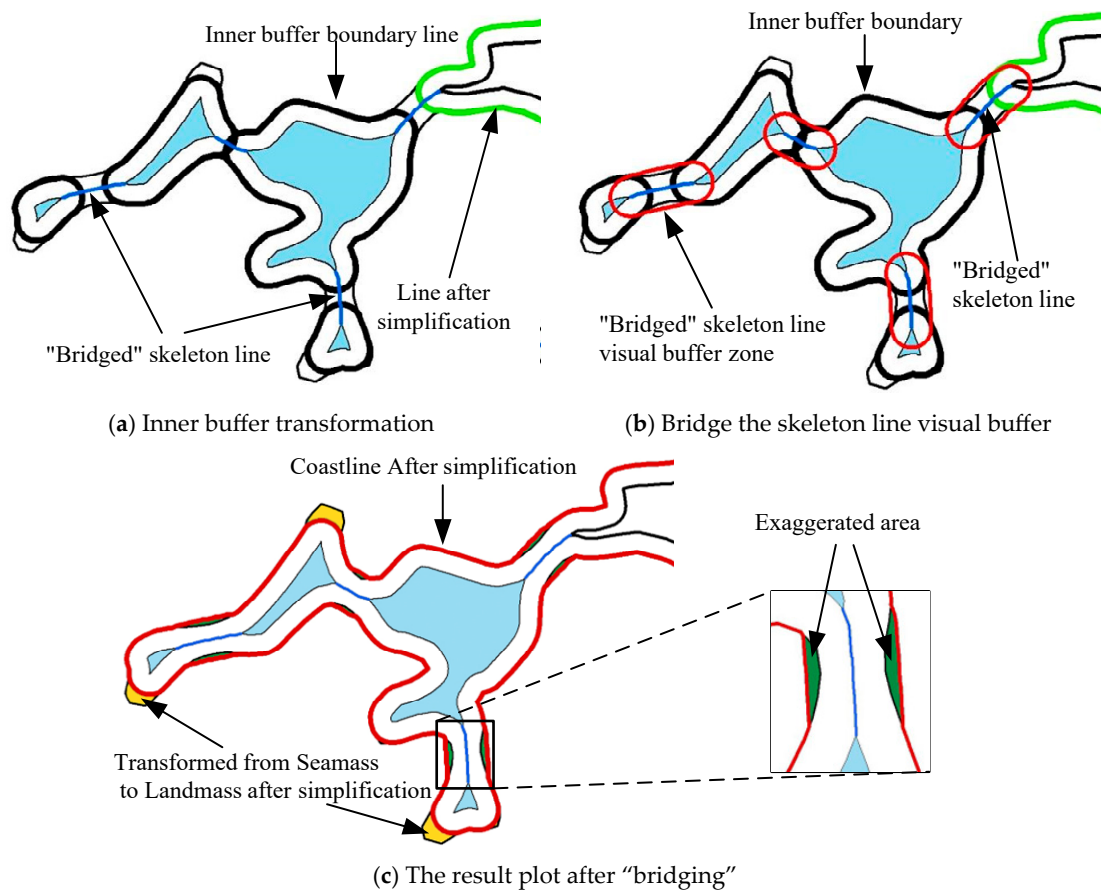 Inner buffer boundary line
Line after
simplification
"Bridged" skeleton line
(a) Inner buffer transformation
Inner buffer boundary
"Bridged"
skeleton line
"Bridged" skeleton line
visual buffer zone
(b) Bridge the skeleton line visual buffer
Coastline After simplification
Exaggerated area
Transformed from Seamass
to Landmass after simplification
(c) The result plot after “bridging”